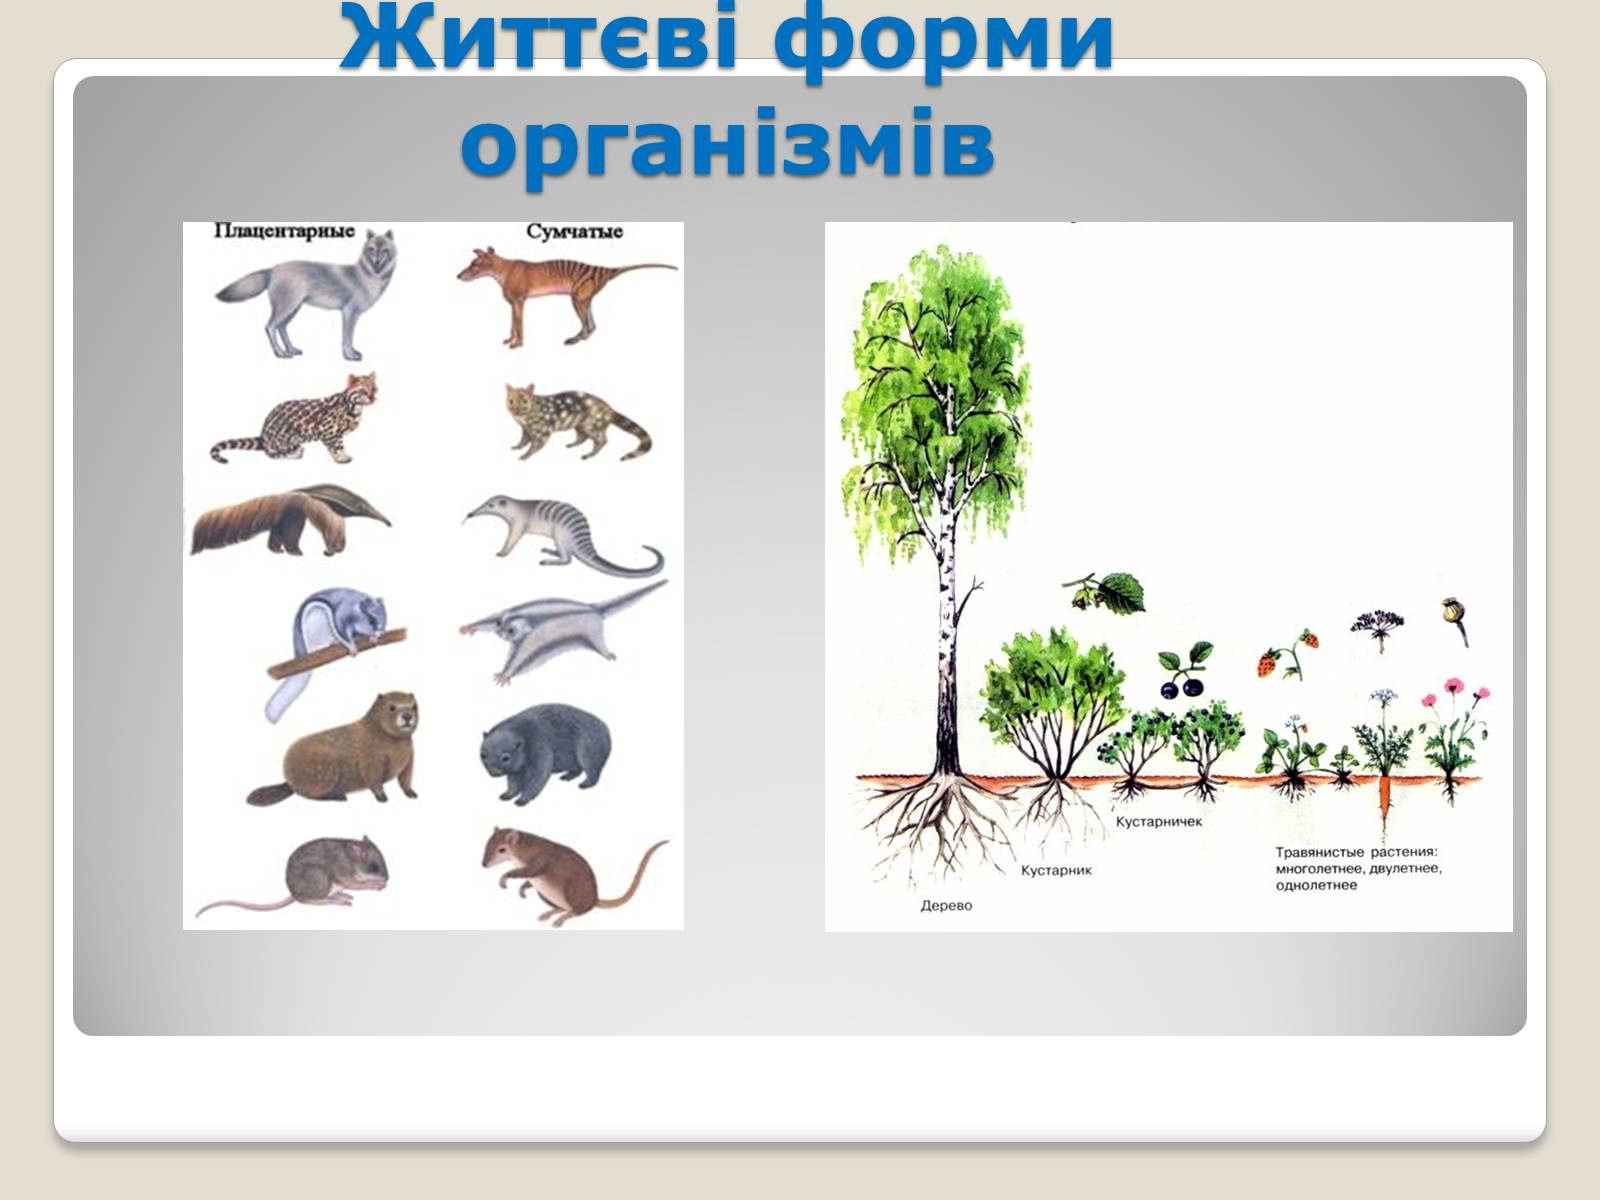 Життєві форми
організмів
Плацентарные
Сумчатые
Кустарничек
Кустарник
Дерево
Травянистые растения:
многолетнее, двулетнее,
однолетнее